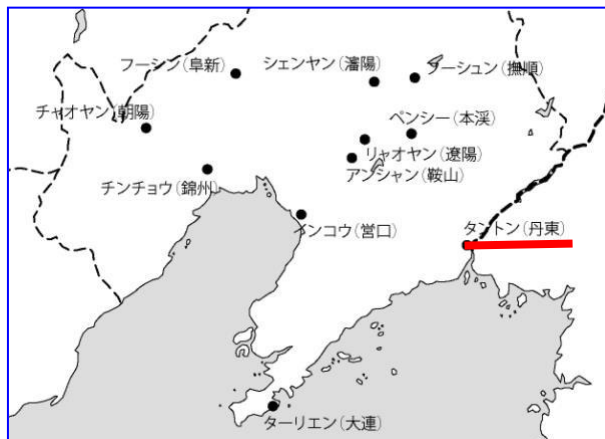 フーシン(阜新)
シェンヤン(瀋陽)
フーシュン(撫順)
チャオヤン(朝陽)
ペンシー(本渓)
リャオヤン(遼陽)
アンシャン(鞍山)
チンチョウ(錦州)
インコウ(営口)
タントン(丹東)
ターリエン(大連)